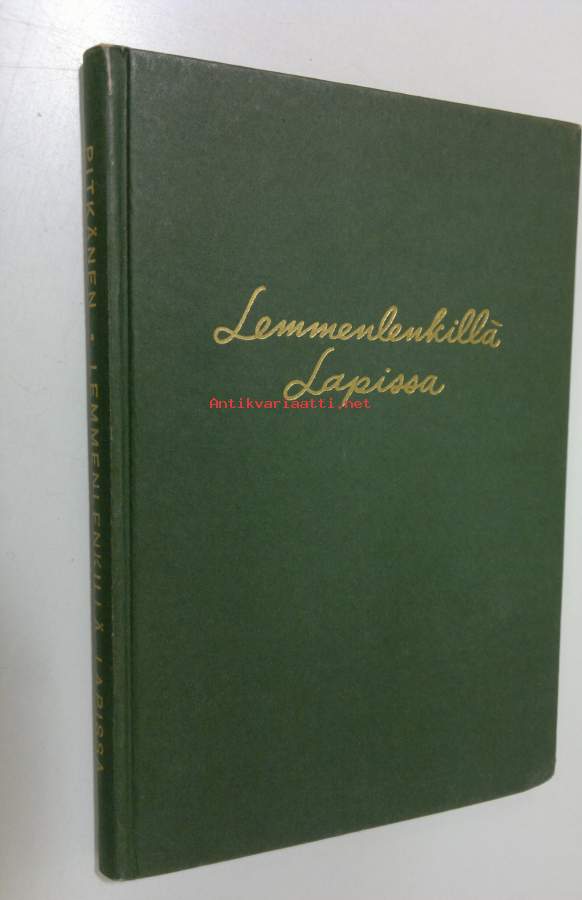 Lemmenlenkillä
Lapissa
Antikvariaatti.net
PITKÄNEN • LEMMENLENKILLÄ LAPISSA